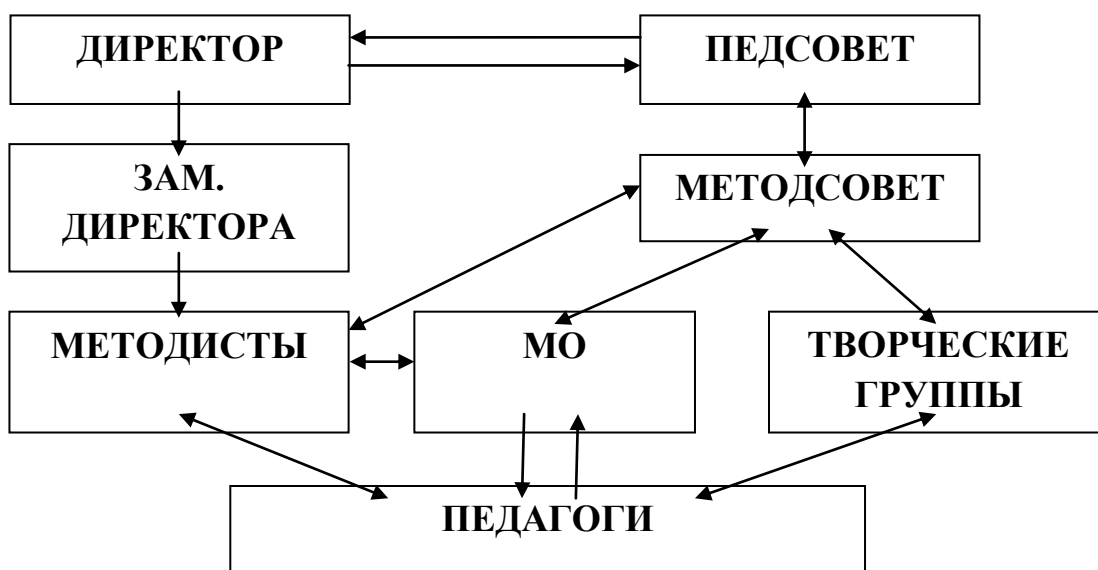 ДИРЕКТОР
ПЕДСОВЕТ
ЗАМ.
ДИРЕКТОРА
МЕТОДСОВЕТ
МЕТОДИСТЫ
МО
ТВОРЧЕСКИЕ
ГРУППЫ
ПЕДАГОГИ